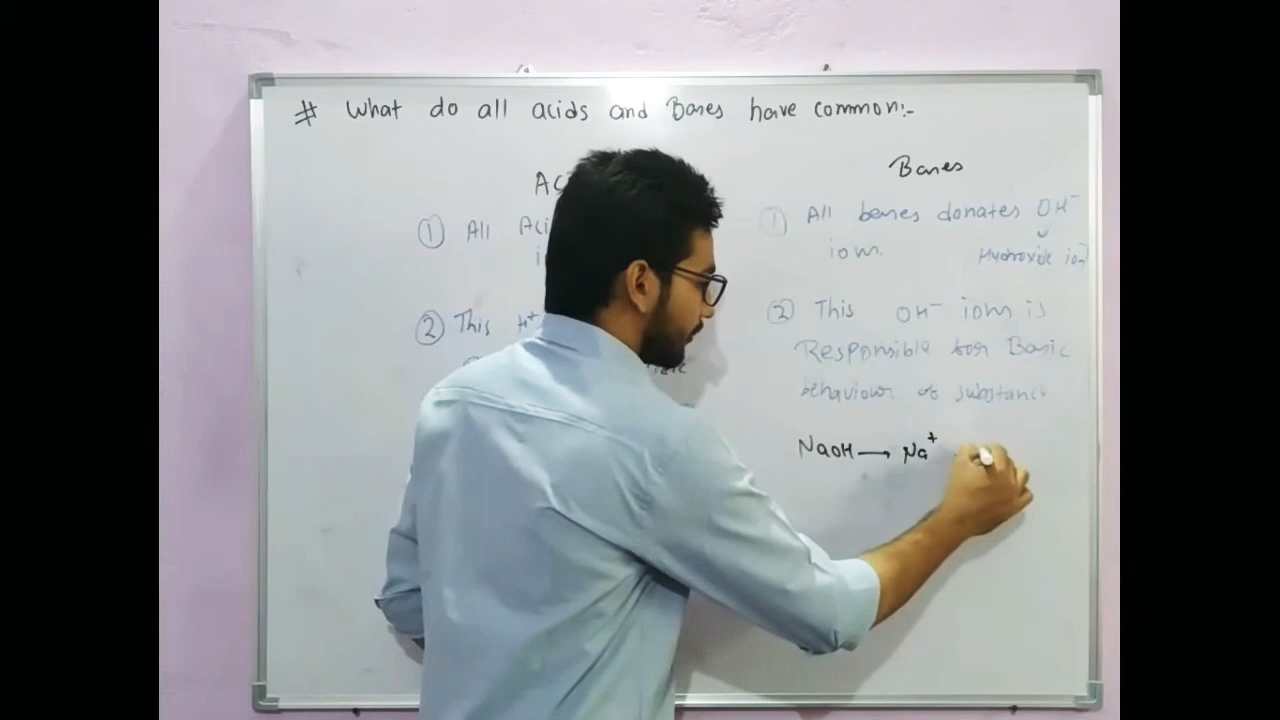 # What do all acids and Bases have common:-
Bases
① All Aci
② This H+
① All bases donates OH⁻
ions.
Hydroxide ion
② This OH⁻ ions is
Responsible for Basic
behaviour of substance
NaOH → Na⁺